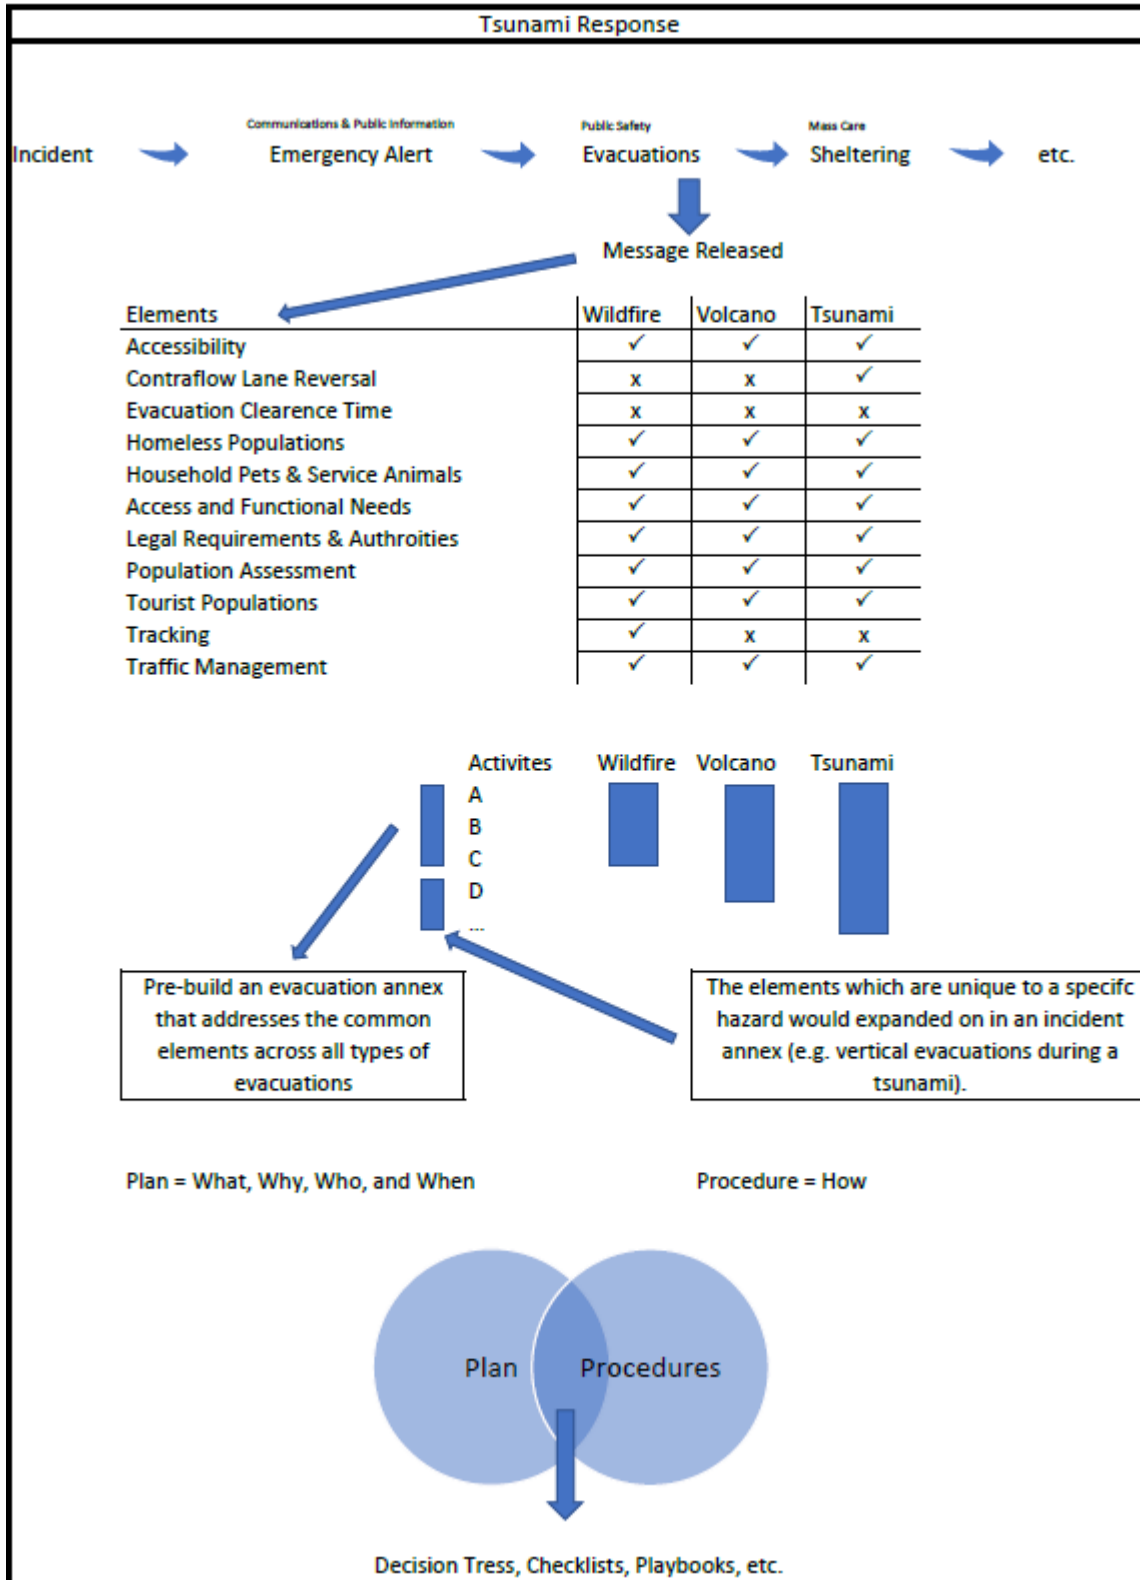 Tsunami Response
Communications & Public Information
Public Safety
Mass Care
Incident
Emergency Alert
Evacuations
Sheltering
etc.
Message Released
Elements Wildfire Volcano Tsunami
Accessibility ✓ ✓ ✓
Contraflow Lane Reversal x x ✓
Evacuation Clearence Time x x x
Homeless Populations ✓ ✓ ✓
Household Pets & Service Animals ✓ ✓ ✓
Access and Functional Needs ✓ ✓ ✓
Legal Requirements & Authroities ✓ ✓ ✓
Population Assessment ✓ ✓ ✓
Tourist Populations ✓ ✓ ✓
Tracking ✓ x x
Traffic Management ✓ ✓ ✓
Activites Wildfire Volcano Tsunami
A
B
C
D
...
Pre-build an evacuation annex
that addresses the common
elements across all types of
evacuations
The elements which are unique to a specifc
hazard would expanded on in an incident
annex (e.g. vertical evacuations during a
tsunami).
Plan = What, Why, Who, and When
Procedure = How
Plan
Procedures
Decision Tress, Checklists, Playbooks, etc.